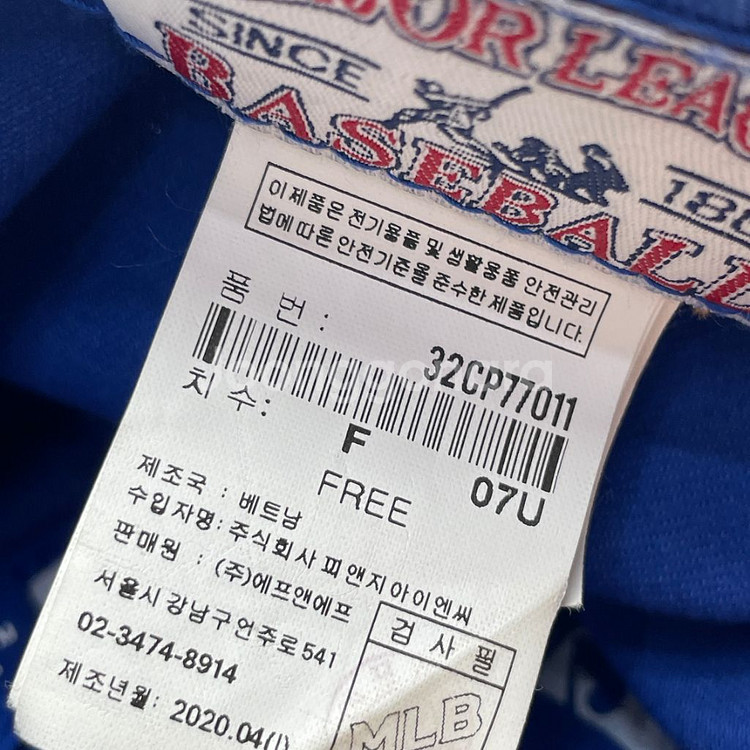 SINCE
BASEBALL
이 제품은 전기용품 및 생활용품 안전관리
법에 따른 안전기준을 준수한 제품입니다.
품 번 : 32CP77011
치 수 : F 07U
FREE
제조국 : 베트남
수입자명 : 주식회사 피앤지아이엔씨
판매원 : (주)에프앤에프
서울시 강남구 언주로 541
02-3474-8914
제조년월 : 2020.04(I)
검 사 필
MLB